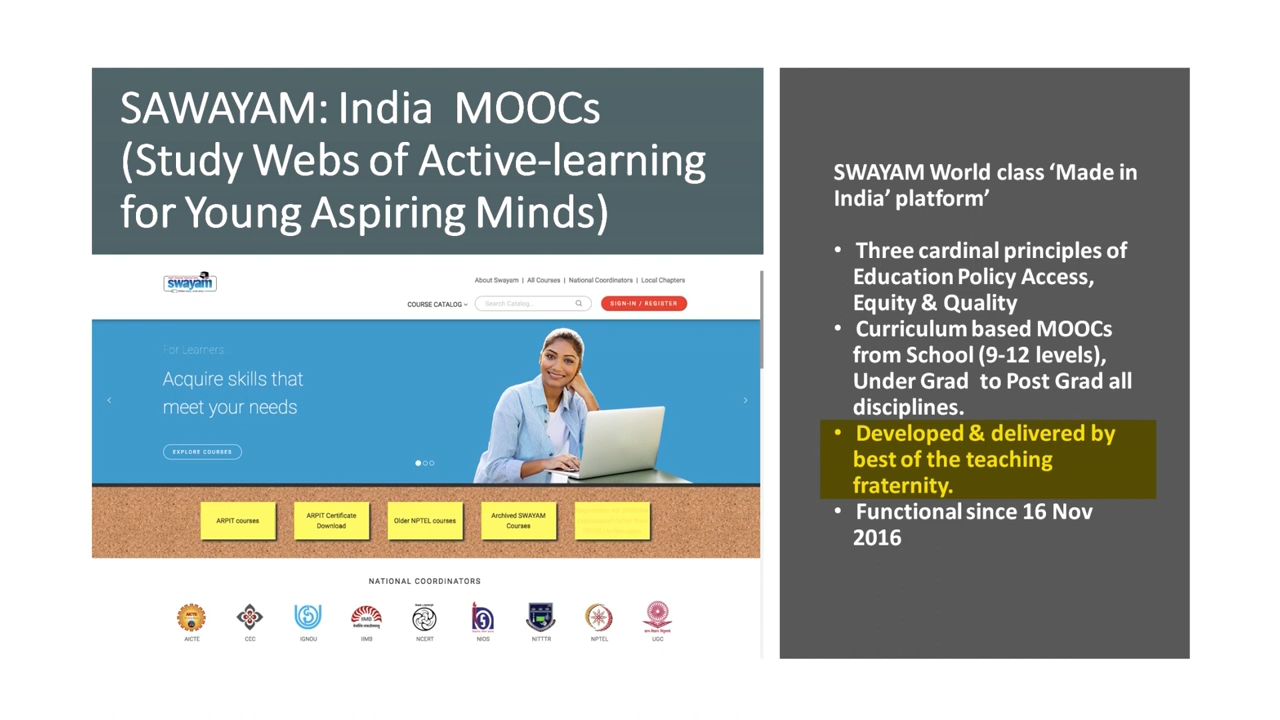 SAWAYAM: India MOOCs
(Study Webs of Active-learning
for Young Aspiring Minds)
swayam
About Swayam | All Courses | National Coordinators | Local Chapters
COURSE CATALOG
Search Catalog...
SIGN-IN / REGISTER
For Learners...
Acquire skills that
meet your needs
EXPLORE COURSES
ARPIT courses
ARPIT Certificate
Download
Older NPTEL courses
Archived SWAYAM
Courses
NATIONAL COORDINATORS
AICTE
CEC
IGNOU
IIMB
NCERT
NIOS
NITTTR
NPTEL
UGC
SWAYAM World class ‘Made in
India’ platform’
• Three cardinal principles of
Education Policy Access,
Equity & Quality
• Curriculum based MOOCs
from School (9-12 levels),
Under Grad to Post Grad all
disciplines.
• Developed & delivered by
best of the teaching
fraternity.
• Functional since 16 Nov
2016